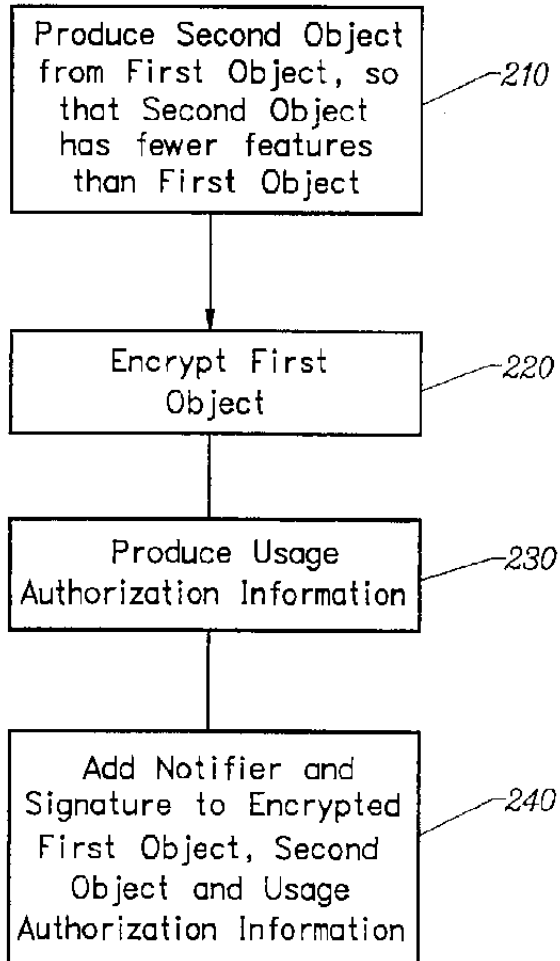 Produce Second Object
from First Object, so
that Second Object
has fewer features
than First Object
210
Encrypt First
Object
220
Produce Usage
Authorization Information
230
Add Notifier and
Signature to Encrypted
First Object, Second
Object and Usage
Authorization Information
240